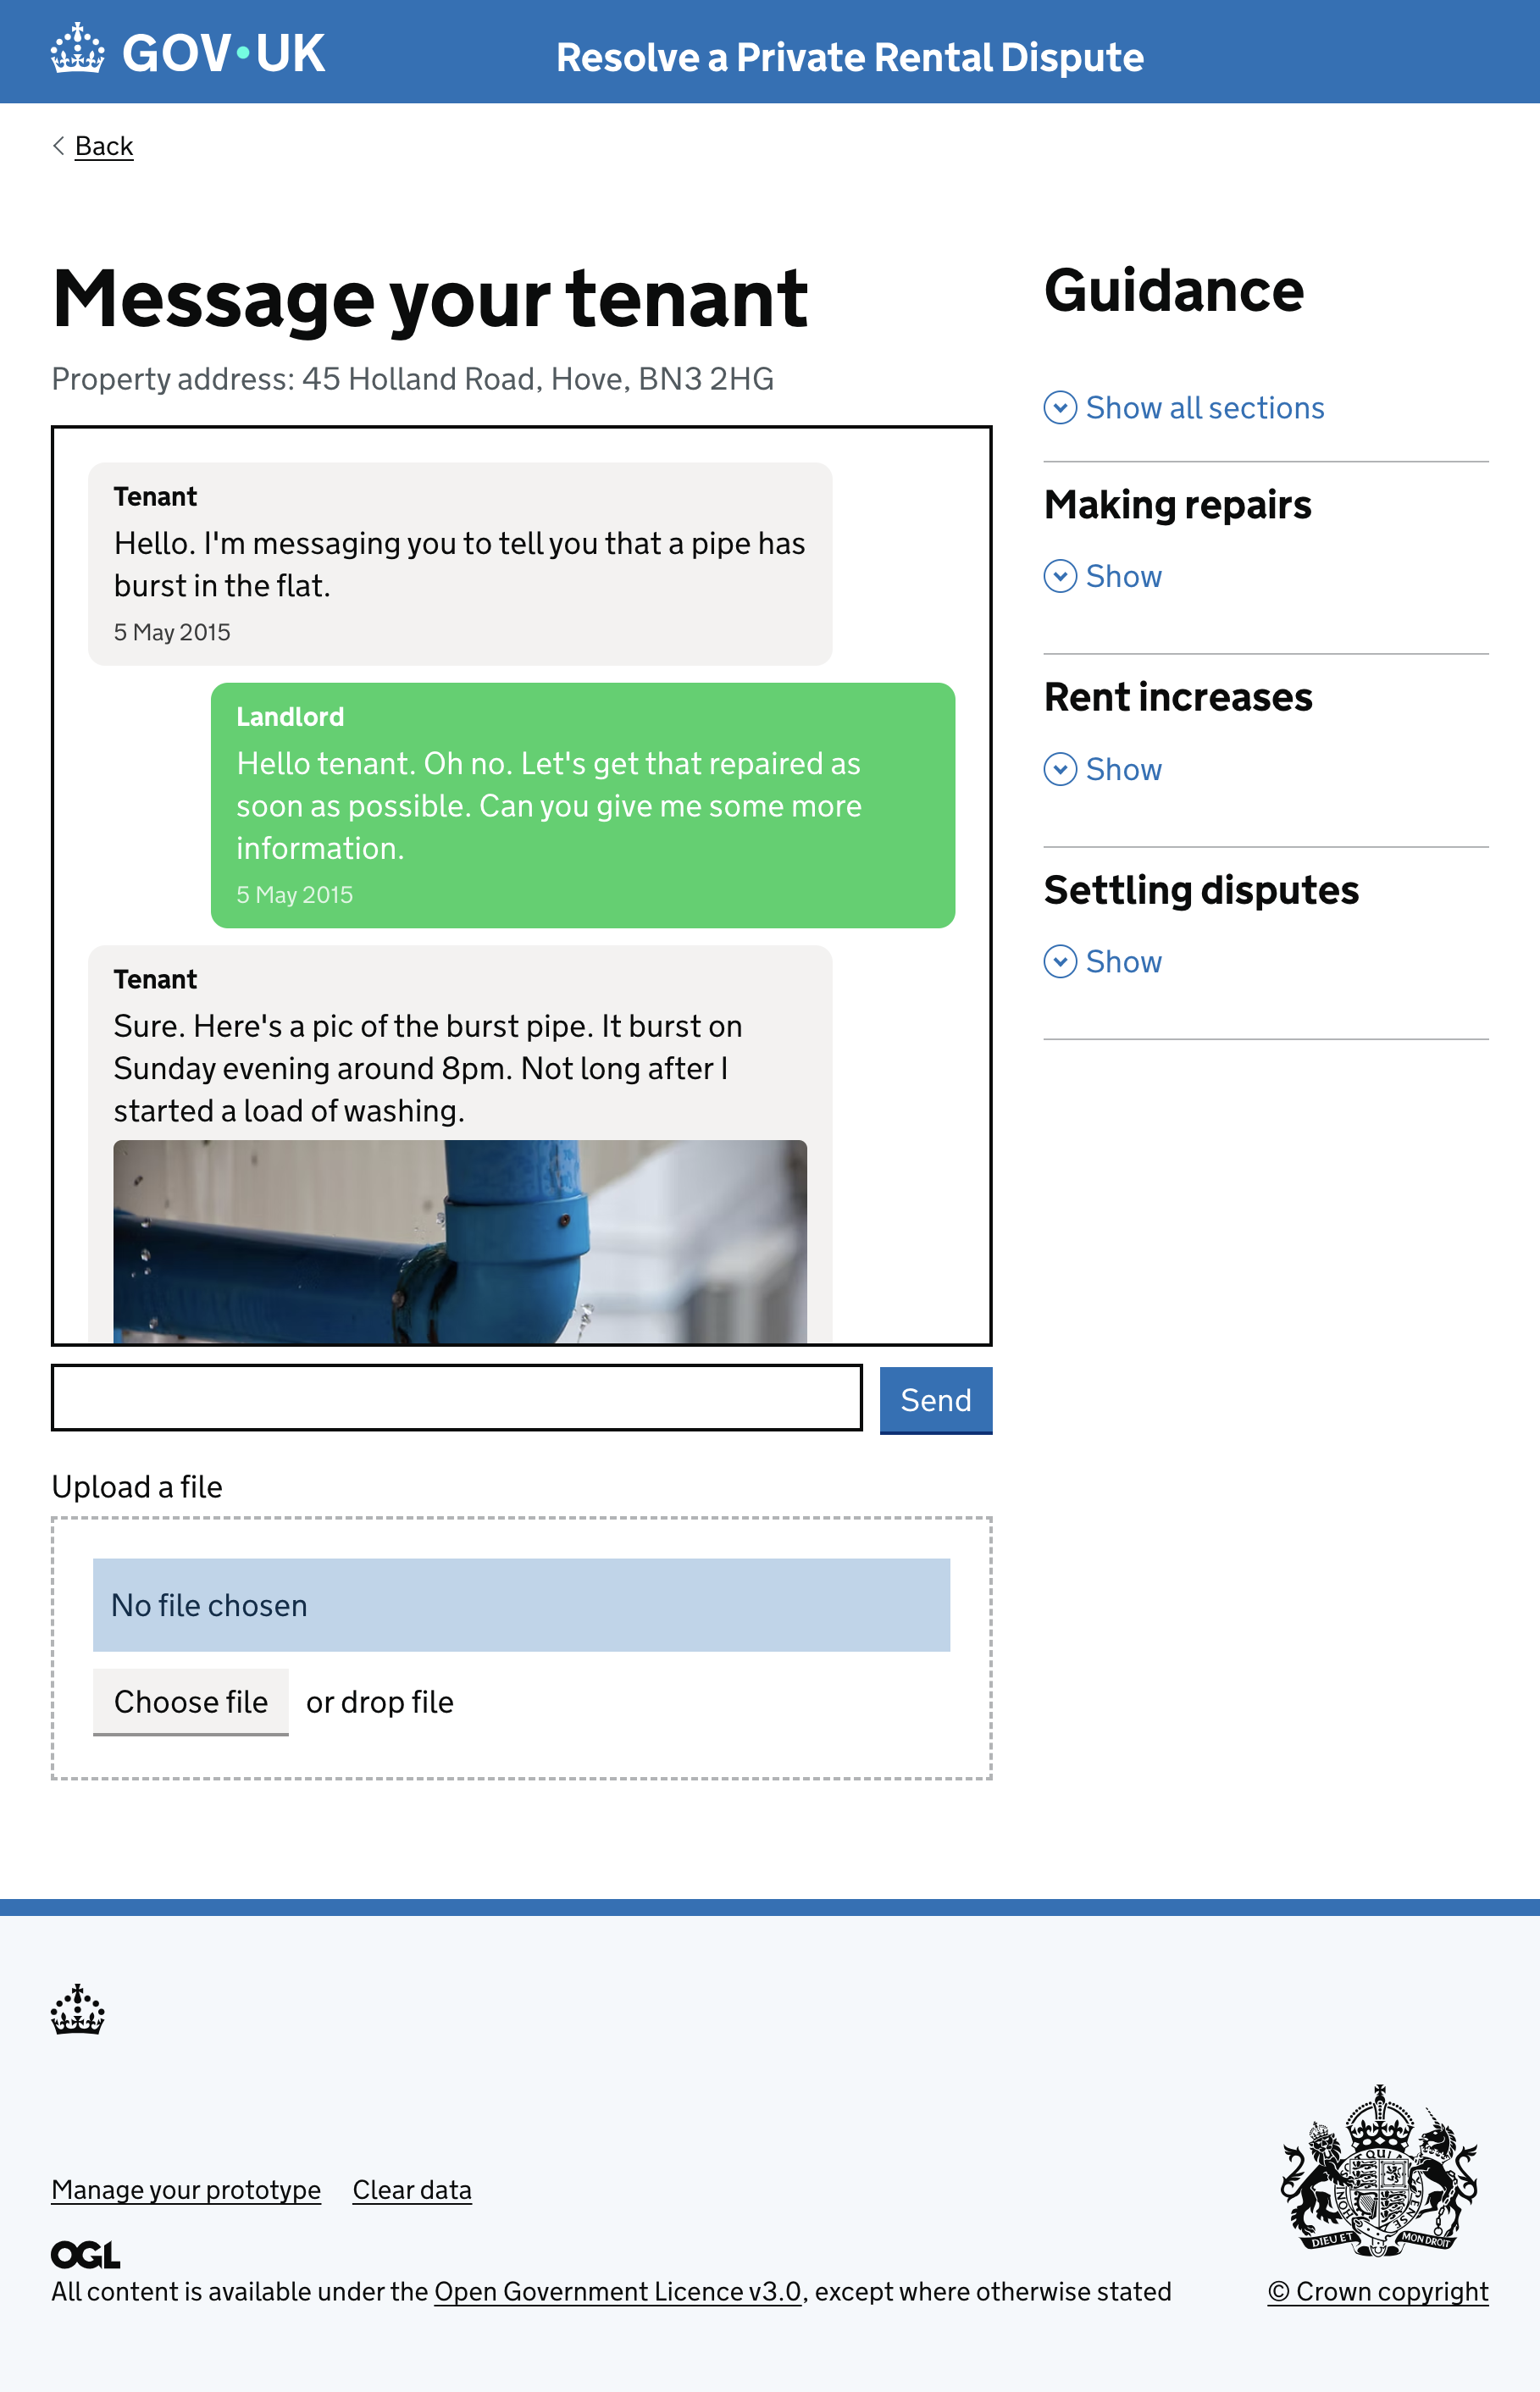 GOV·UK
Resolve a Private Rental Dispute
Back
Message your tenant
Property address: 45 Holland Road, Hove, BN3 2HG
Tenant
Hello. I'm messaging you to tell you that a pipe has
burst in the flat.
5 May 2015
Landlord
Hello tenant. Oh no. Let's get that repaired as
soon as possible. Can you give me some more
information.
5 May 2015
Tenant
Sure. Here's a pic of the burst pipe. It burst on
Sunday evening around 8pm. Not long after I
started a load of washing.
Send
Upload a file
No file chosen
Choose file
or drop file
Guidance
Show all sections
Making repairs
Show
Rent increases
Show
Settling disputes
Show
Manage your prototype
Clear data
OGL
All content is available under the Open Government Licence v3.0, except where otherwise stated
DIEU ET MON DROIT
© Crown copyright